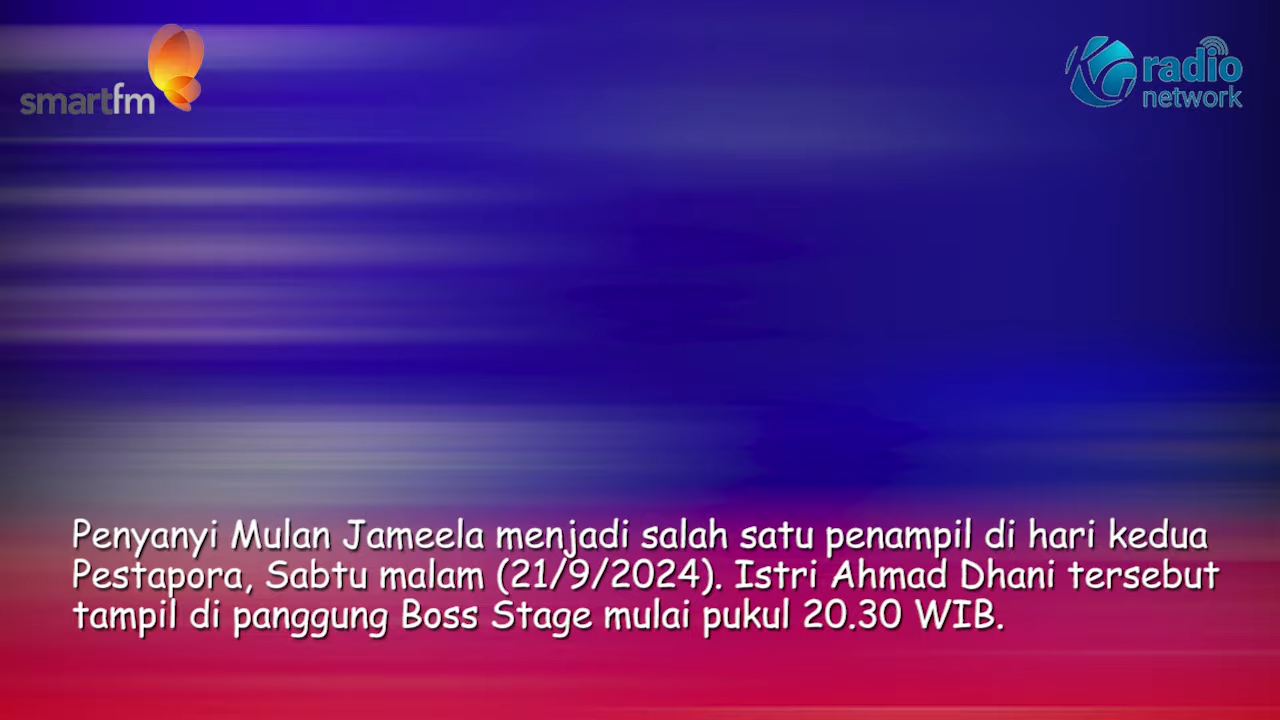 smartfm
KG radio
network
Penyanyi Mulan Jameela menjadi salah satu penampil di hari kedua
Pestapora, Sabtu malam (21/9/2024). Istri Ahmad Dhani tersebut
tampil di panggung Boss Stage mulai pukul 20.30 WIB.